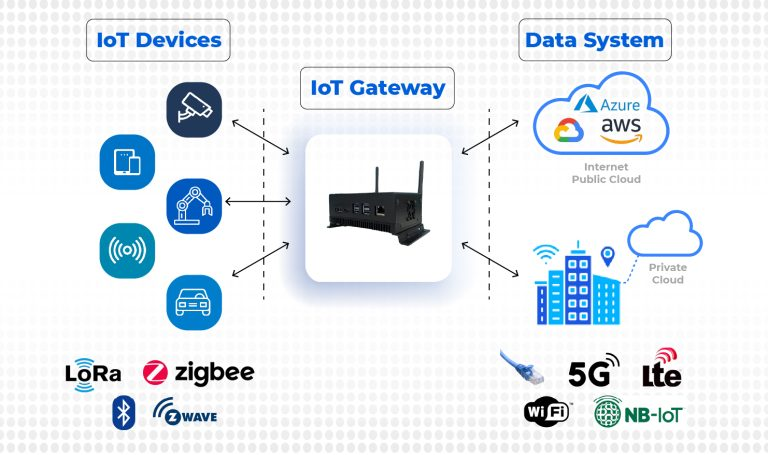 IoT Devices
IoT Gateway
Data System
Azure
aws
Internet
Public Cloud
Private
Cloud
LoRa
zigbee
Z WAVE
5G
Lte
WiFi
NB-IoT